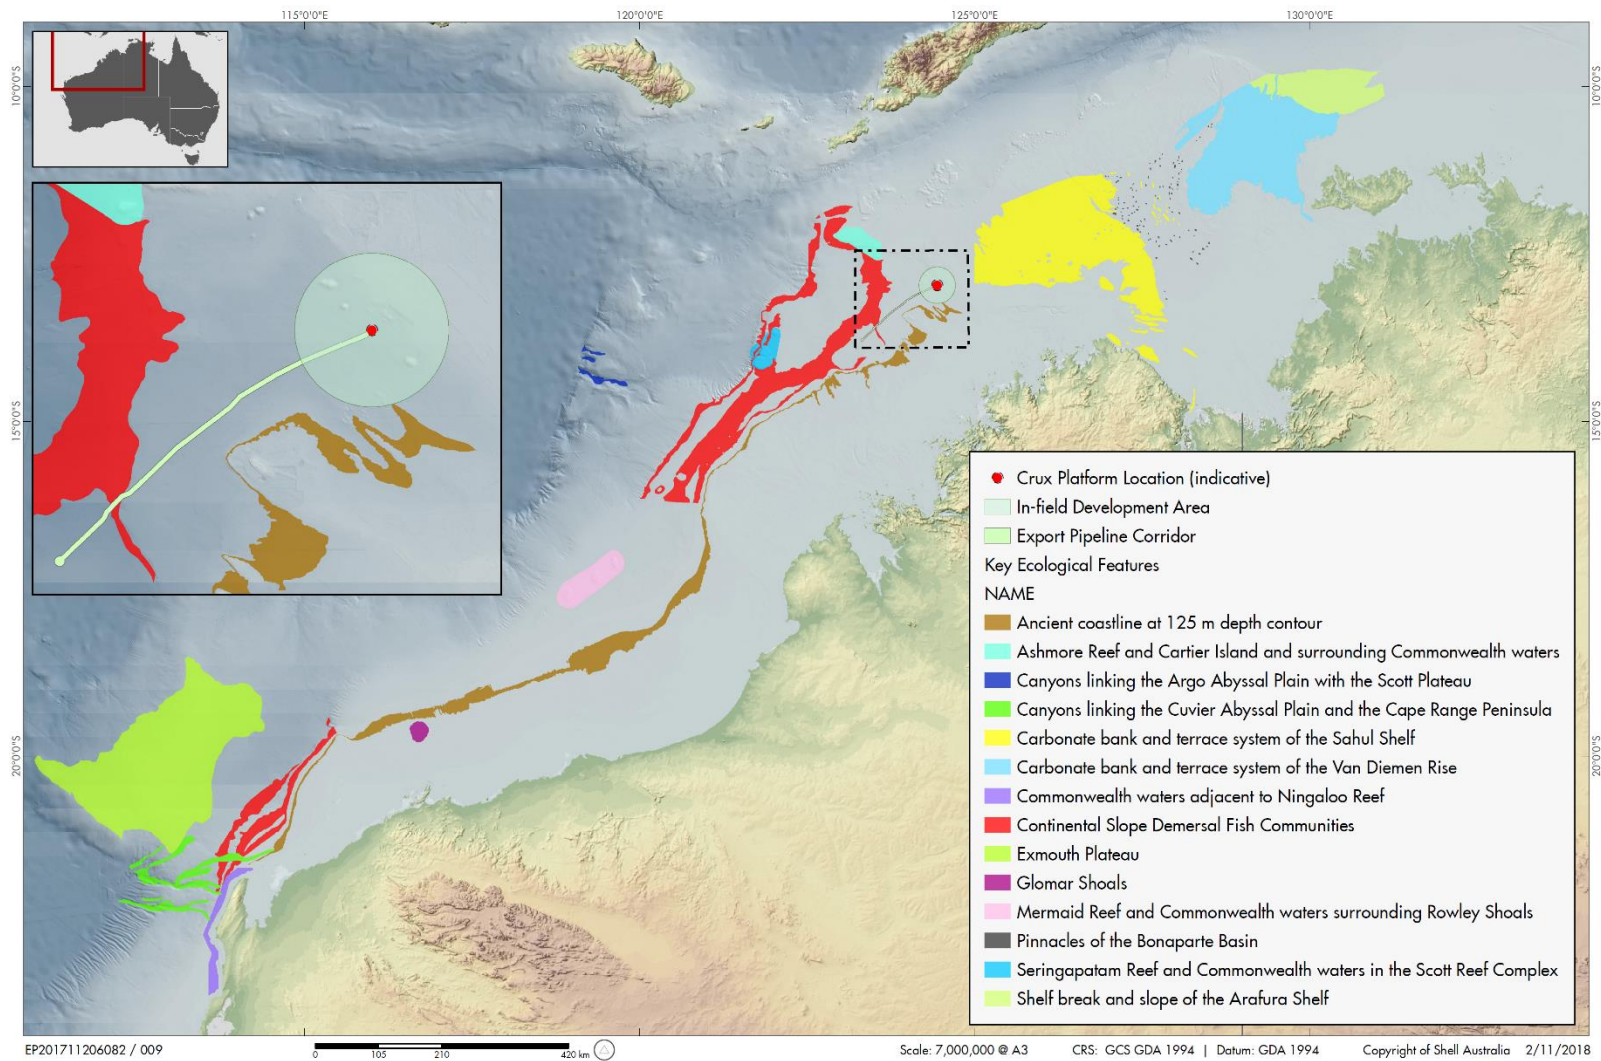 115°0'0"E 120°0'0"E 125°0'0"E 130°0'0"E
10°0'0"S 10°0'0"S
15°0'0"S 15°0'0"S
20°0'0"S 20°0'0"S
Crux Platform Location (indicative)
In-field Development Area
Export Pipeline Corridor
Key Ecological Features
NAME
Ancient coastline at 125 m depth contour
Ashmore Reef and Cartier Island and surrounding Commonwealth waters
Canyons linking the Argo Abyssal Plain with the Scott Plateau
Canyons linking the Cuvier Abyssal Plain and the Cape Range Peninsula
Carbonate bank and terrace system of the Sahul Shelf
Carbonate bank and terrace system of the Van Diemen Rise
Commonwealth waters adjacent to Ningaloo Reef
Continental Slope Demersal Fish Communities
Exmouth Plateau
Glomar Shoals
Mermaid Reef and Commonwealth waters surrounding Rowley Shoals
Pinnacles of the Bonaparte Basin
Seringapatam Reef and Commonwealth waters in the Scott Reef Complex
Shelf break and slope of the Arafura Shelf
EP201711206082 / 009
0 105 210 420 km
Scale: 7,000,000 @ A3 CRS: GCS GDA 1994 | Datum: GDA 1994 Copyright of Shell Australia 2/11/2018